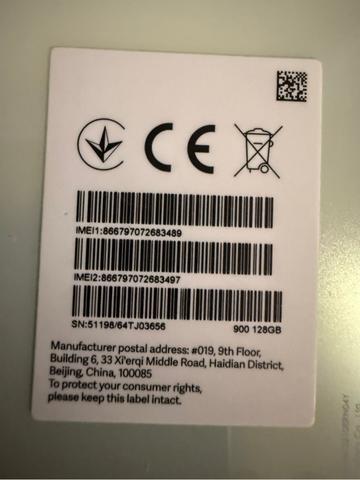 CE
IMEI1:866797072683489
IMEI2:866797072683497
SN:51198/64TJ03656 900 128GB
Manufacturer postal address: #019, 9th Floor,
Building 6, 33 Xi'erqi Middle Road, Haidian District,
Beijing, China, 100085
To protect your consumer rights,
please keep this label intact.